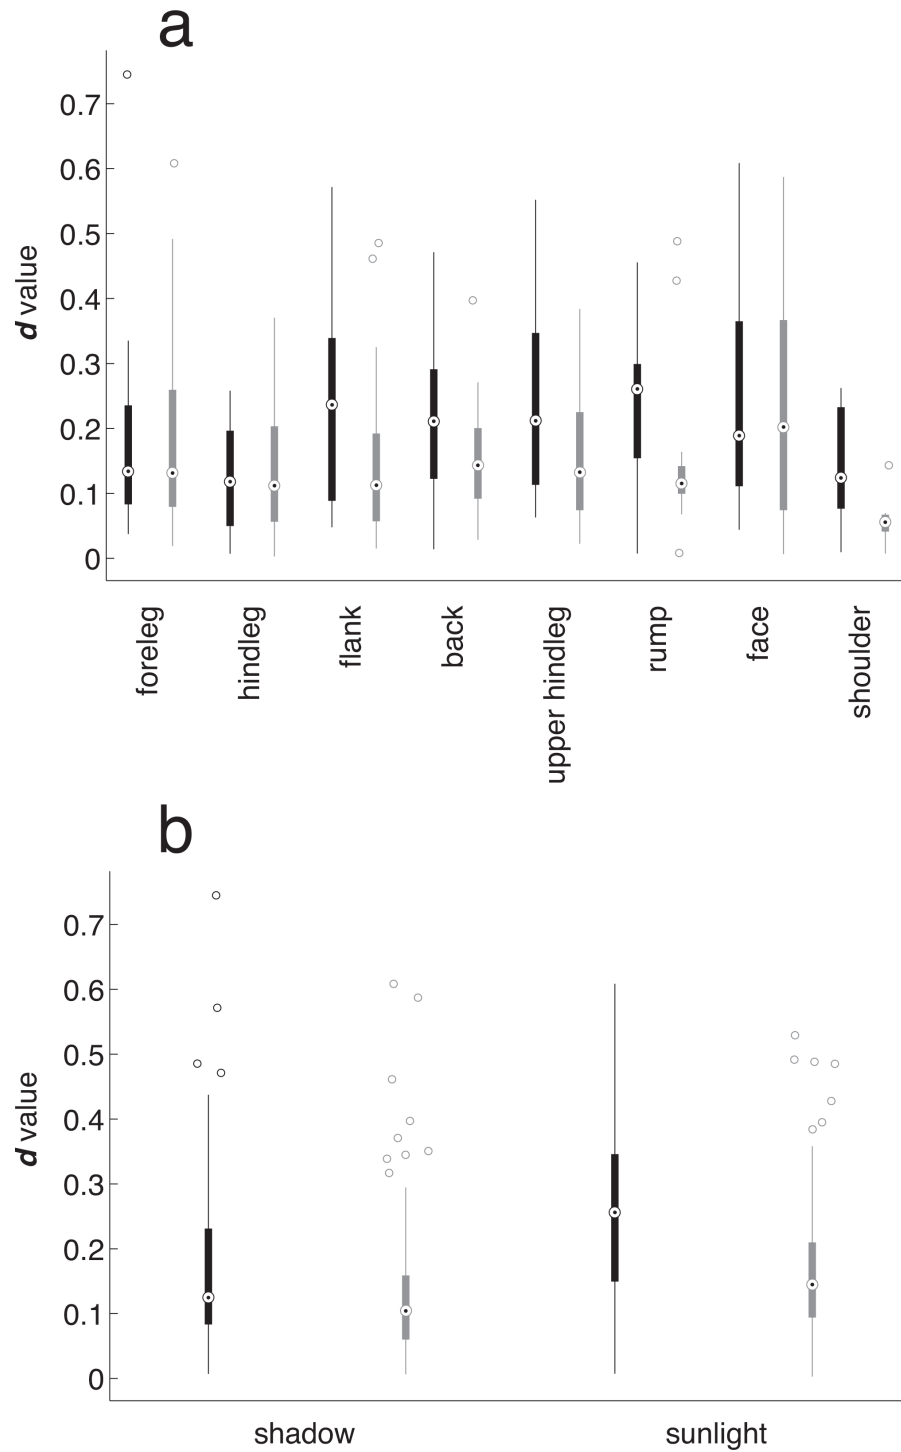 a
0.7
0.6
0.5
0.4
0.3
0.2
0.1
0
d value
foreleg
hindleg
flank
back
upper hindleg
rump
face
shoulder
b
0.7
0.6
0.5
0.4
0.3
0.2
0.1
0
d value
shadow
sunlight